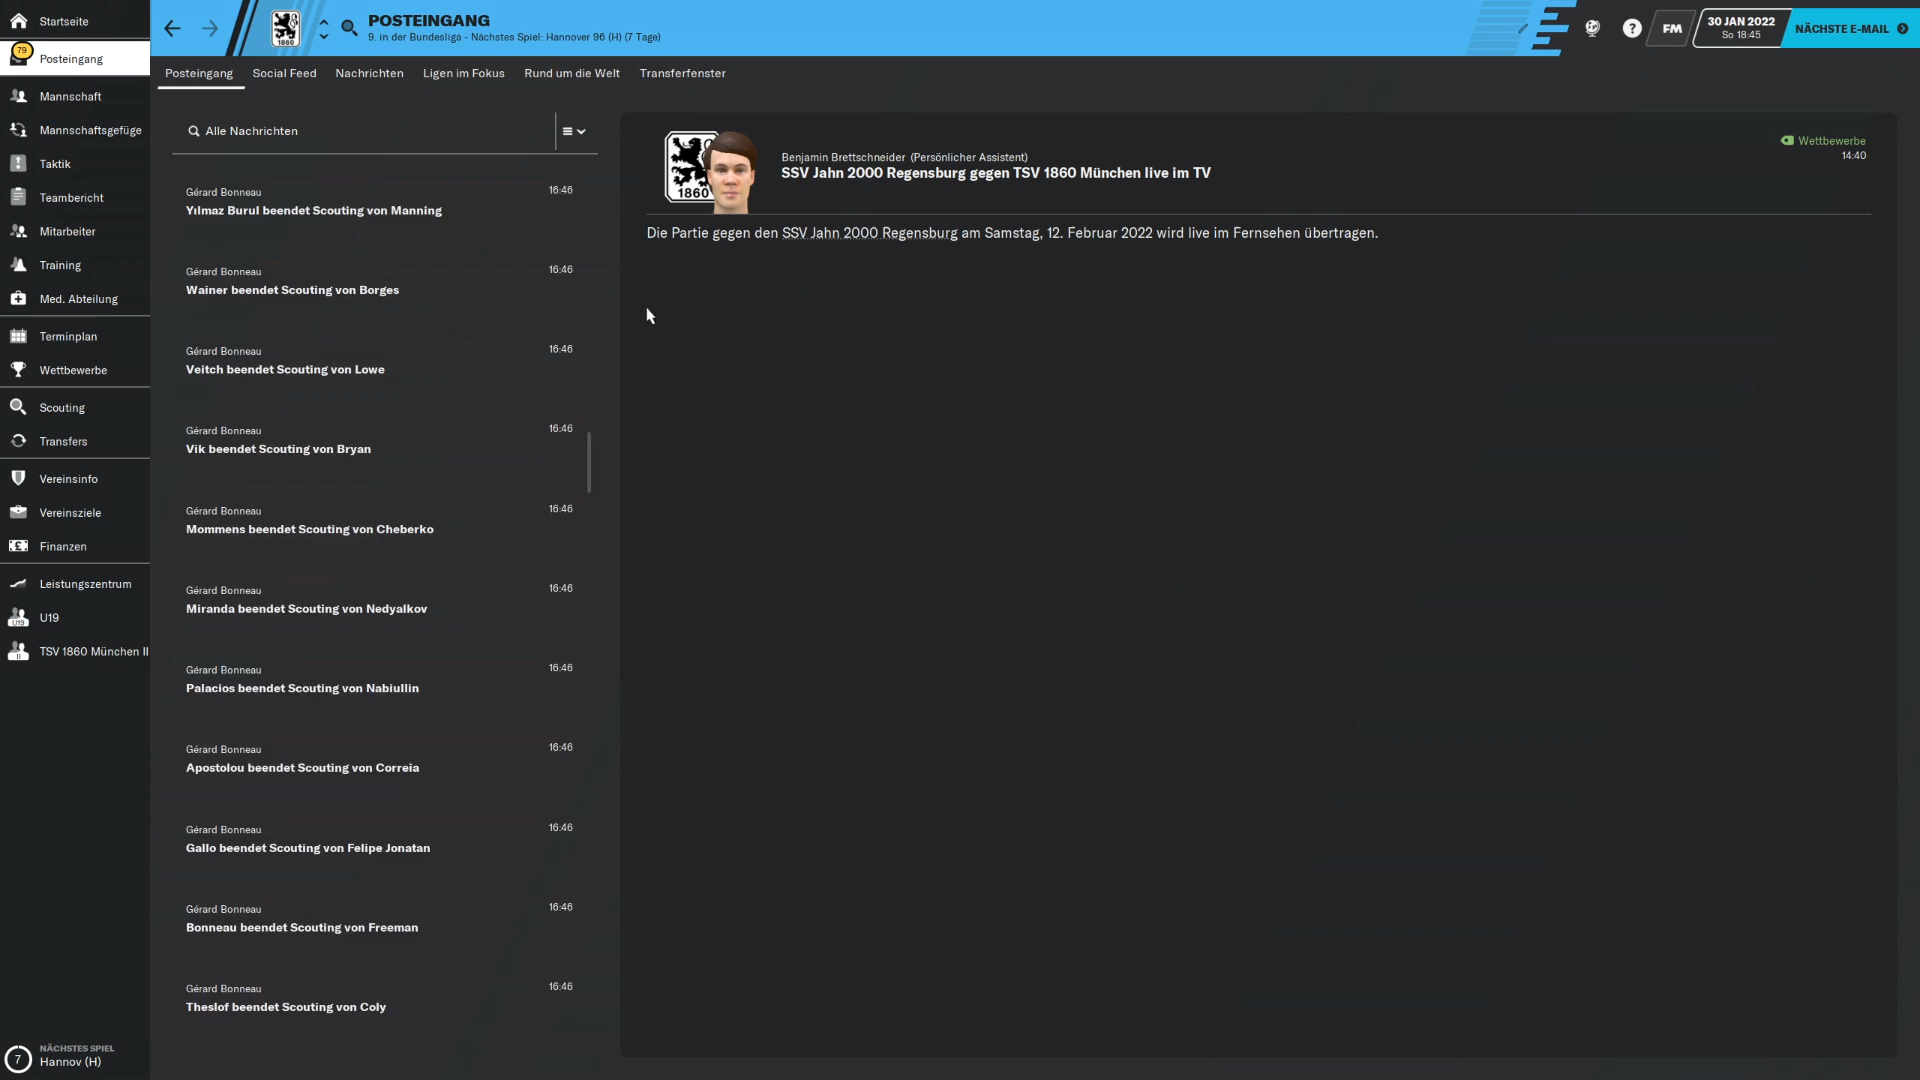 Startseite
79
Posteingang
Mannschaft
Mannschaftsgefüge
Taktik
Teambericht
Mitarbeiter
Training
Med. Abteilung
Terminplan
Wettbewerbe
Scouting
Transfers
Vereinsinfo
Vereinsziele
Finanzen
Leistungszentrum
U19
U19
II
TSV 1860 München II
7
NÄCHSTES SPIEL
Hannov (H)
1860
POSTEINGANG
9. in der Bundesliga - Nächstes Spiel: Hannover 96 (H) (7 Tage)
?
FM
30 JAN 2022
So 18:45
NÄCHSTE E-MAIL
Posteingang
Social Feed
Nachrichten
Ligen im Fokus
Rund um die Welt
Transferfenster
Alle Nachrichten
Gérard Bonneau 16:46
Yılmaz Burul beendet Scouting von Manning
Gérard Bonneau 16:46
Wainer beendet Scouting von Borges
Gérard Bonneau 16:46
Veitch beendet Scouting von Lowe
Gérard Bonneau 16:46
Vik beendet Scouting von Bryan
Gérard Bonneau 16:46
Mommens beendet Scouting von Cheberko
Gérard Bonneau 16:46
Miranda beendet Scouting von Nedyalkov
Gérard Bonneau 16:46
Palacios beendet Scouting von Nabiullin
Gérard Bonneau 16:46
Apostolou beendet Scouting von Correia
Gérard Bonneau 16:46
Gallo beendet Scouting von Felipe Jonatan
Gérard Bonneau 16:46
Bonneau beendet Scouting von Freeman
Gérard Bonneau 16:46
Theslof beendet Scouting von Coly
1860
Benjamin Brettschneider (Persönlicher Assistent)
SSV Jahn 2000 Regensburg gegen TSV 1860 München live im TV
Wettbewerbe
14:40
Die Partie gegen den SSV Jahn 2000 Regensburg am Samstag, 12. Februar 2022 wird live im Fernsehen übertragen.